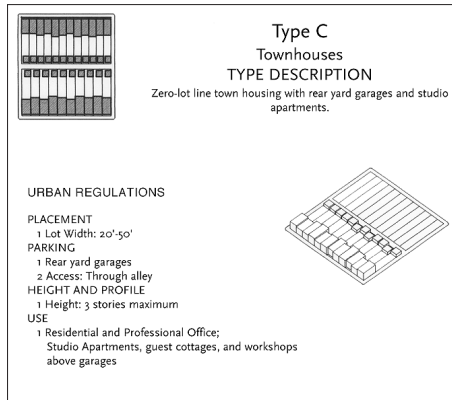 Type C
Townhouses
TYPE DESCRIPTION
Zero-lot line town housing with rear yard garages and studio
apartments.
URBAN REGULATIONS
PLACEMENT
1 Lot Width: 20'-50'
PARKING
1 Rear yard garages
2 Access: Through alley
HEIGHT AND PROFILE
1 Height: 3 stories maximum
USE
1 Residential and Professional Office;
Studio Apartments, guest cottages, and workshops
above garages